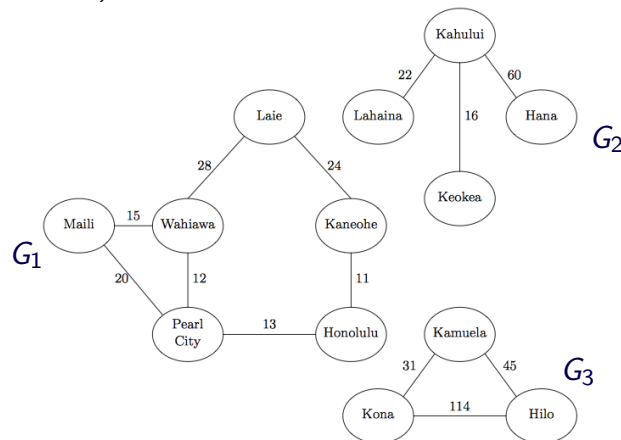 Kahului
22
60
Laie
Lahaina
16
Hana
G2
28
24
Keokea
Maili
15
Wahiawa
Kaneohe
G1
20
12
11
Pearl
City
13
Honolulu
Kamuela
31
45
G3
Kona
114
Hilo